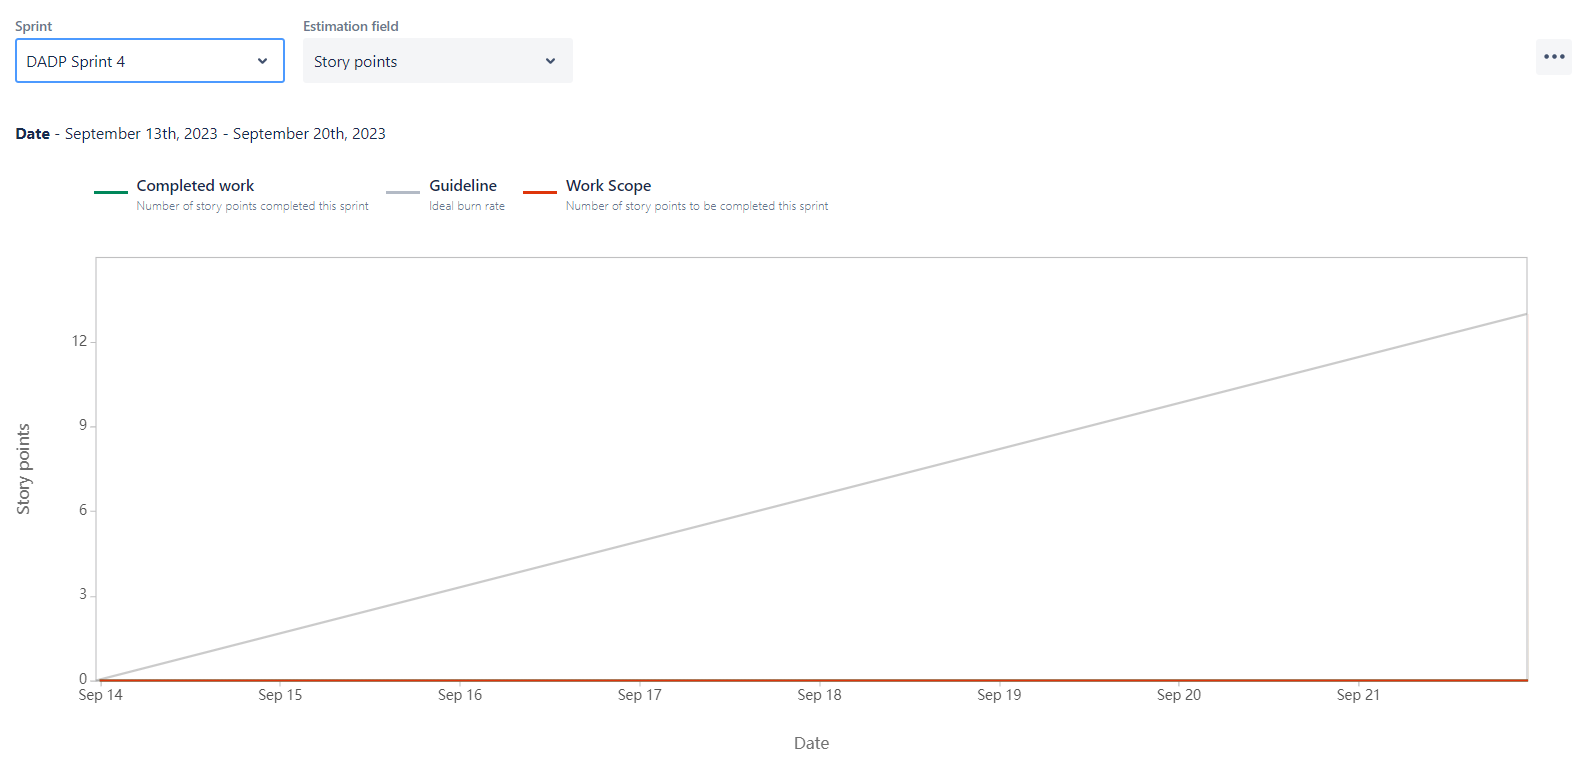 Sprint
Estimation field
DADP Sprint 4
Story points
Date - September 13th, 2023 - September 20th, 2023
Completed work
Number of story points completed this sprint
Guideline
Ideal burn rate
Work Scope
Number of story points to be completed this sprint
Story points
12
9
6
3
0
Sep 14
Sep 15
Sep 16
Sep 17
Sep 18
Sep 19
Sep 20
Sep 21
Date